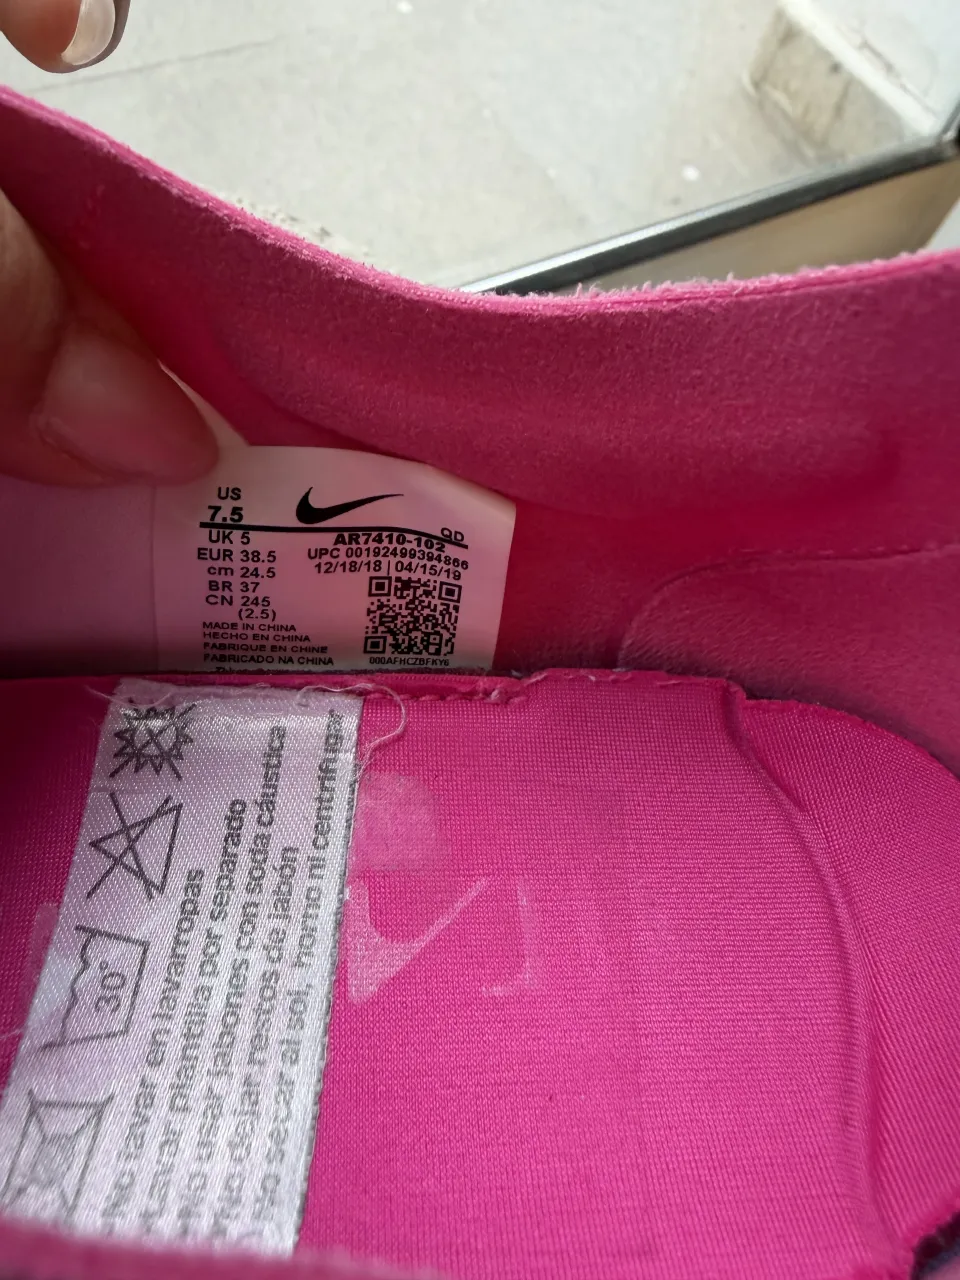 US
7.5
UK 5
EUR 38.5
cm 24.5
BR 37
CN 245
(2.5)
QD
AR7410-102
UPC 00192499394866
12/18/18 | 04/15/19
MADE IN CHINA
HECHO EN CHINA
FABRIQUE EN CHINE
FABRICADO NA CHINA
000AFHCZBFKY6
30°
No lavar en lavarropas
Lavar plantilla por separado
No usar jabones con soda cáustica
No dejar restos de jabón
No secar al sol, horno ni centrifugar